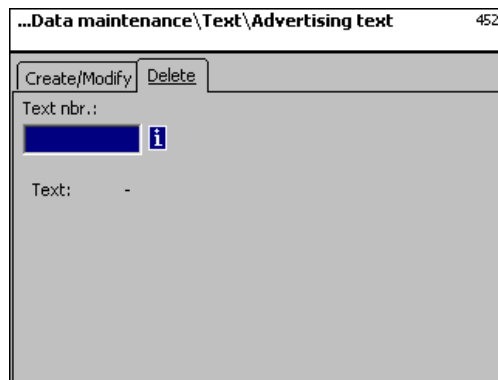 ...Data maintenance\Text\Advertising text 452
Create/Modify Delete
Text nbr.:
i
Text: -